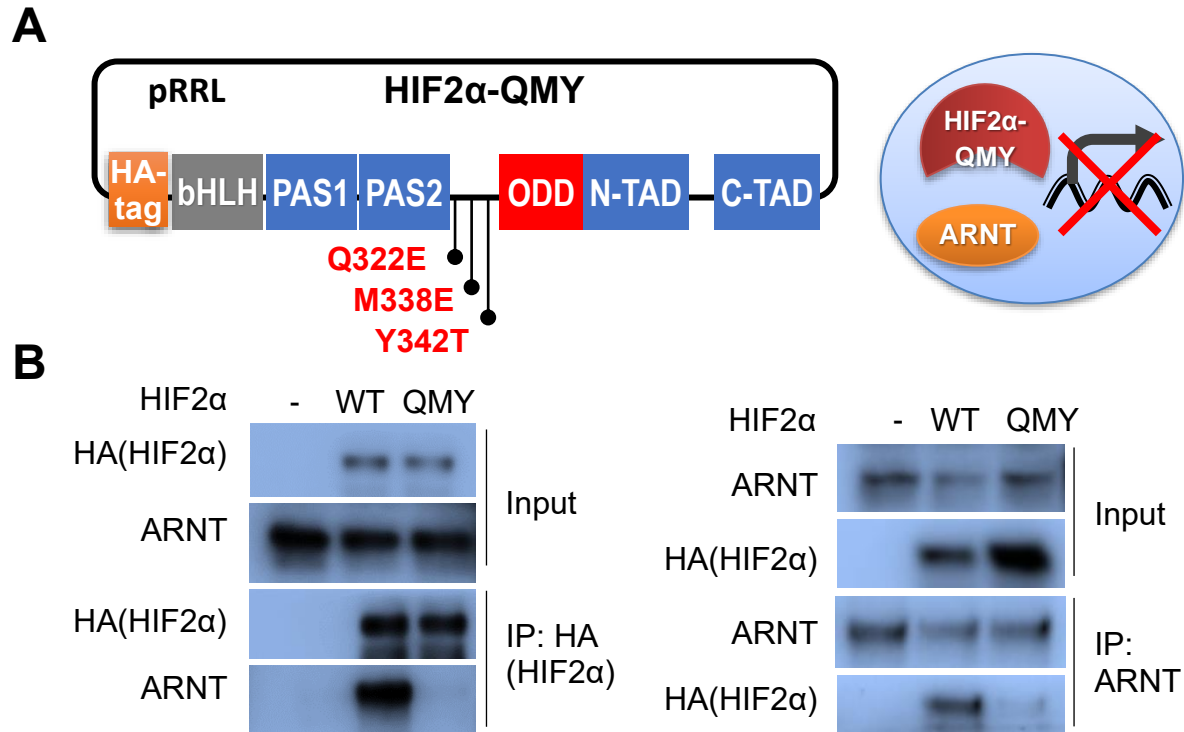 A
pRRL
HIF2α-QMY
HA-
tag
bHLH
PAS1
PAS2
ODD
N-TAD
C-TAD
Q322E
M338E
Y342T
HIF2α-
QMY
ARNT
B
HIF2α - WT QMY
HA(HIF2α)
ARNT
Input
HA(HIF2α)
ARNT
IP: HA
(HIF2α)
HIF2α - WT QMY
ARNT
HA(HIF2α)
Input
ARNT
HA(HIF2α)
IP:
ARNT